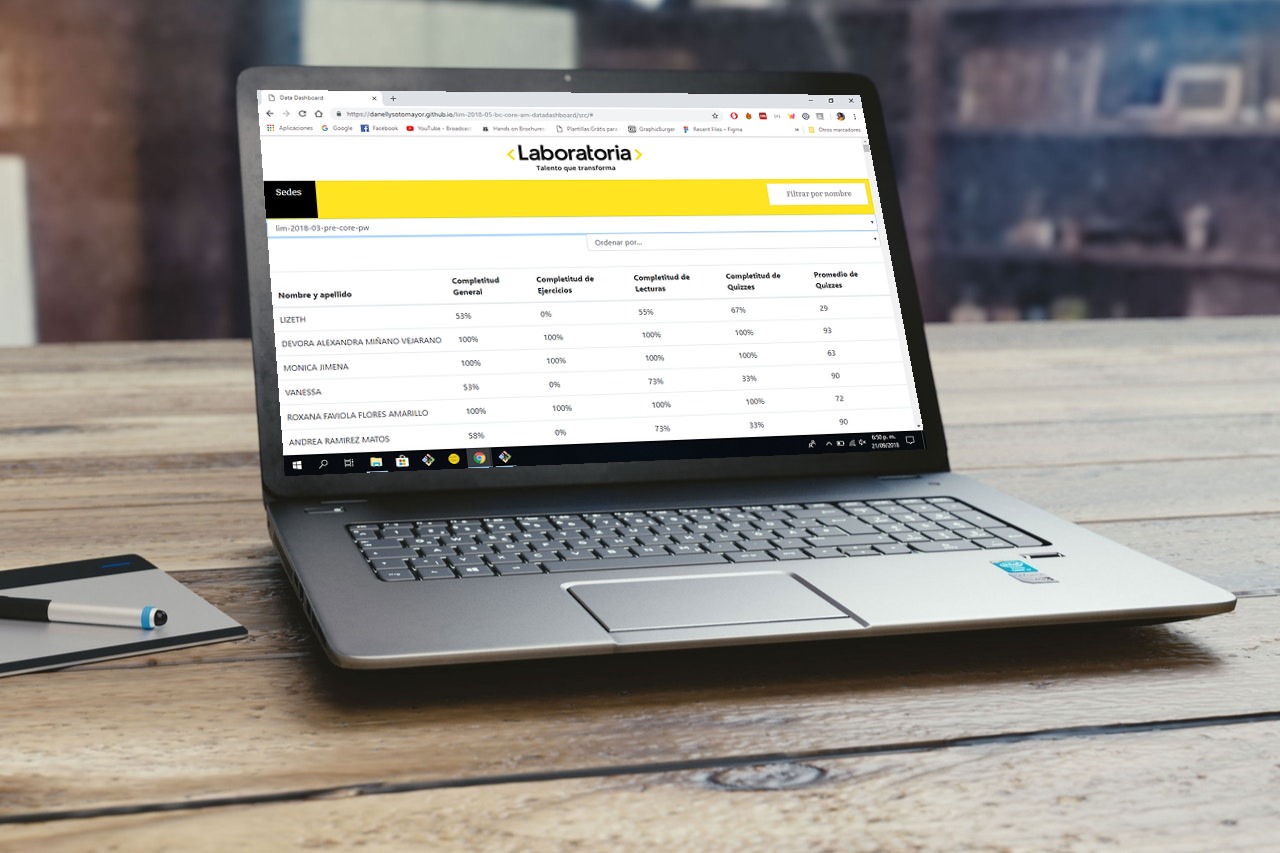 Data Dashboard
https://danellysotomayor.github.io/lim-2018-05-bc-core-am-datadashboard/src/#
Aplicaciones Google Facebook YouTube - Broadcast Hands on Brochure: Plantillas Gratis para GraphicBurger Recent Files – Figma » Otros marcadores
<Laboratoria>
Talento que transforma
Sedes
Filtrar por nombre
lim-2018-03-pre-core-pw
Ordenar por...
Nombre y apellido Completitud General Completitud de Ejercicios Completitud de Lecturas Completitud de Quizzes Promedio de Quizzes
LIZETH 53% 0% 55% 67% 29
DEVORA ALEXANDRA MIÑANO VEJARANO 100% 100% 100% 100% 93
MONICA JIMENA 100% 100% 100% 100% 63
VANESSA 53% 0% 73% 33% 90
ROXANA FAVIOLA FLORES AMARILLO 100% 100% 100% 100% 72
ANDREA RAMIREZ MATOS 58% 0% 73% 33% 90
6:50 p. m.
21/09/2018